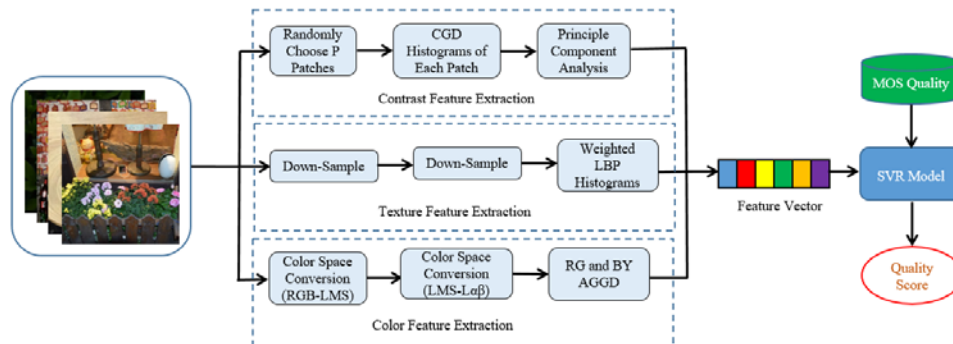 Randomly
Choose P
Patches
CGD
Histograms of
Each Patch
Principle
Component
Analysis
Contrast Feature Extraction
Down-Sample
Down-Sample
Weighted
LBP
Histograms
Texture Feature Extraction
Color Space
Conversion
(RGB-LMS)
Color Space
Conversion
(LMS-Lαβ)
RG and BY
AGGD
Color Feature Extraction
Feature Vector
MOS Quality
SVR Model
Quality
Score